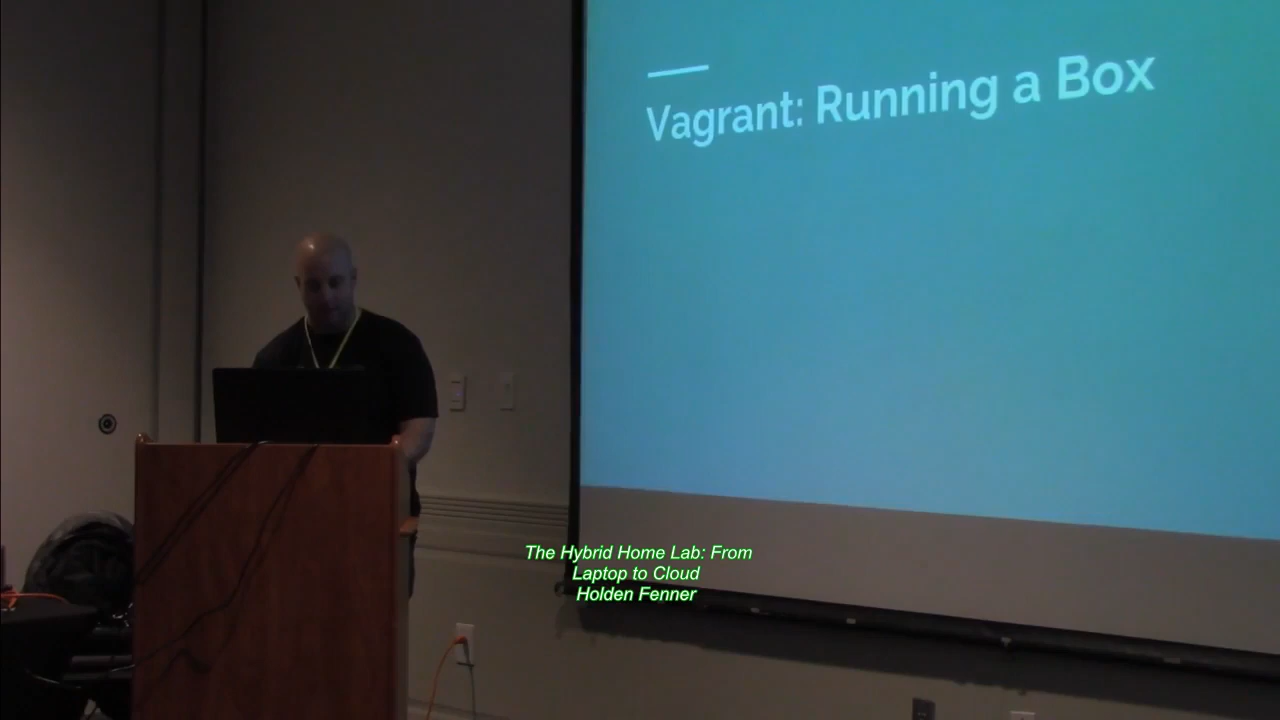 Vagrant: Running a Box
The Hybrid Home Lab: From
Laptop to Cloud
Holden Fenner